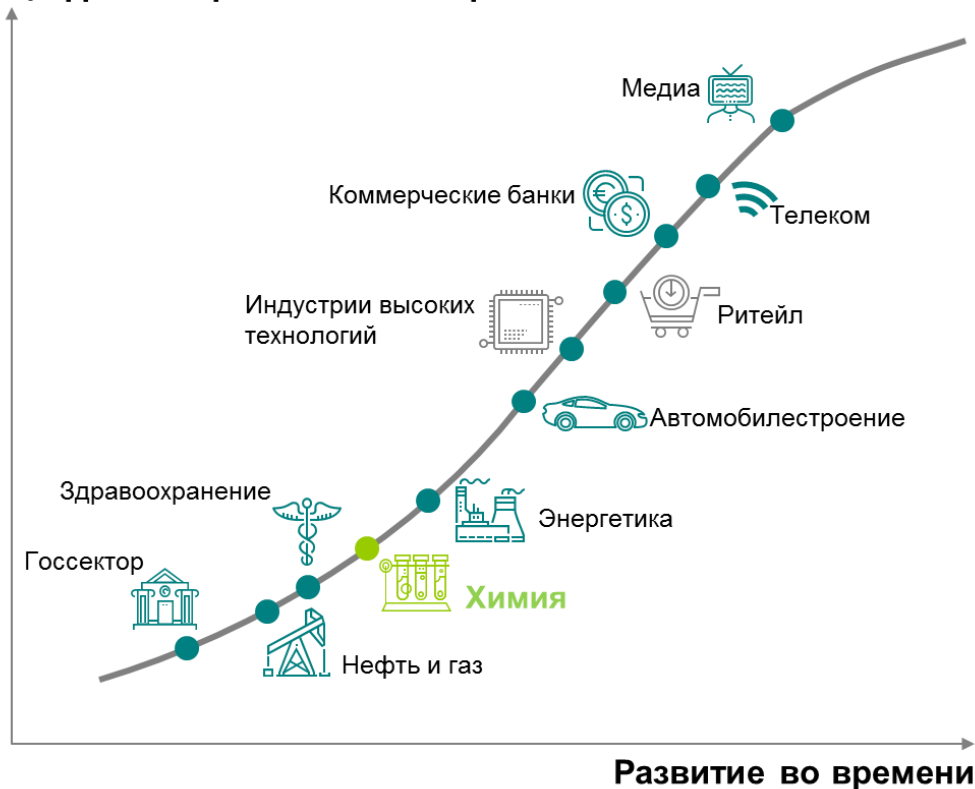 Медиа
Коммерческие банки
Телеком
Индустрии высоких
технологий
Ритейл
Автомобилестроение
Здравоохранение
Энергетика
Госсектор
Химия
Нефть и газ
Развитие во времени